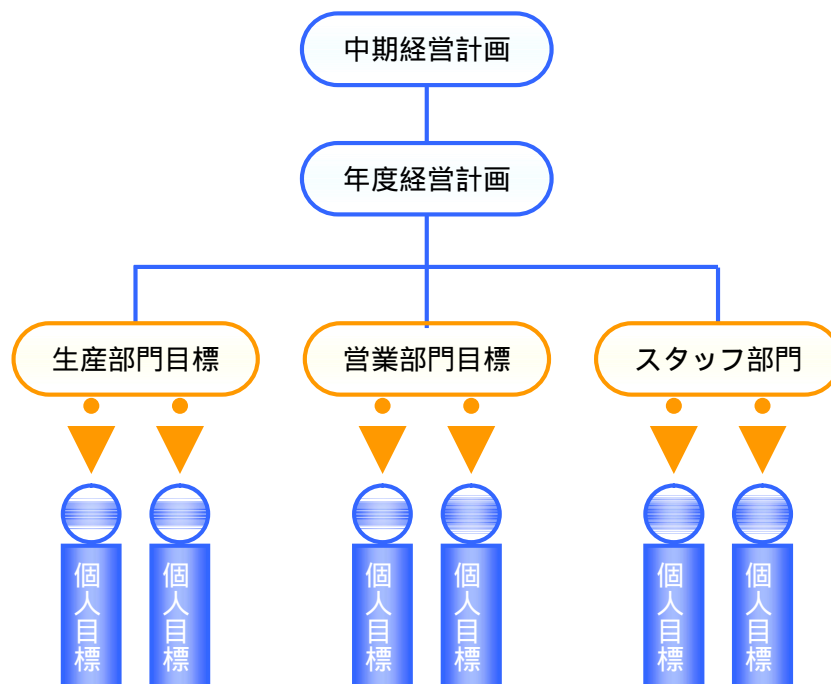 中期経営計画
年度経営計画
生産部門目標
営業部門目標
スタッフ部門
個人目標
個人目標
個人目標
個人目標
個人目標
個人目標